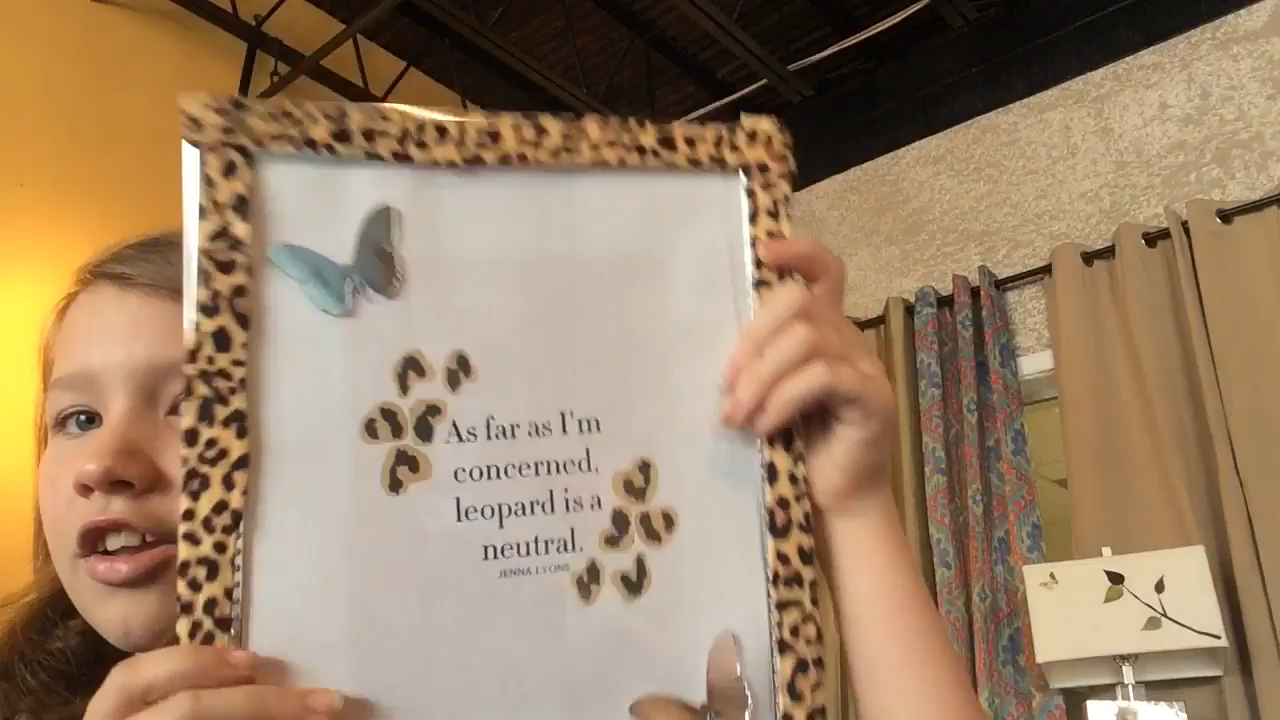 As far as I'm
concerned,
leopard is a
neutral.
JENNA LYONS